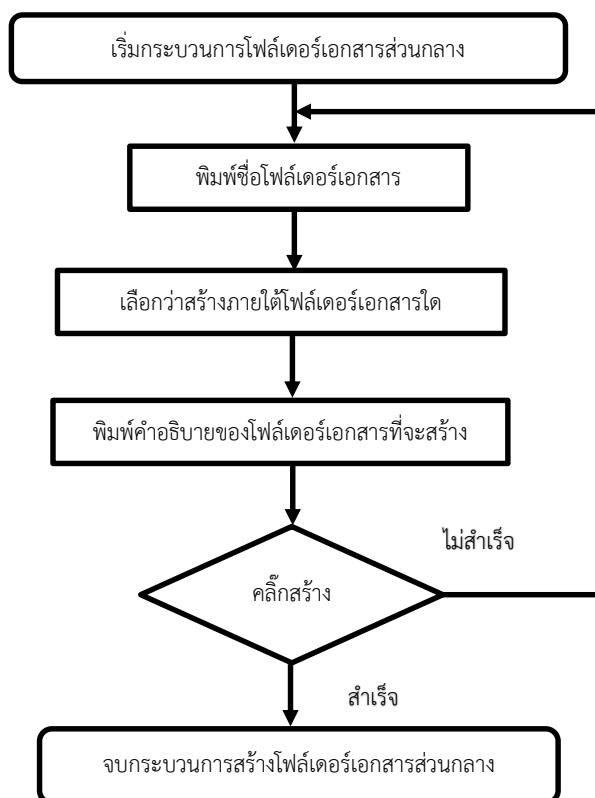 เริ่มกระบวนการโฟล์เดอร์เอกสารส่วนกลาง
พิมพ์ชื่อโฟล์เดอร์เอกสาร
เลือกว่าสร้างภายใต้โฟล์เดอร์เอกสารใด
พิมพ์คำอธิบายของโฟล์เดอร์เอกสารที่จะสร้าง
ไม่สำเร็จ
คลิ๊กสร้าง
สำเร็จ
จบกระบวนการสร้างโฟล์เดอร์เอกสารส่วนกลาง